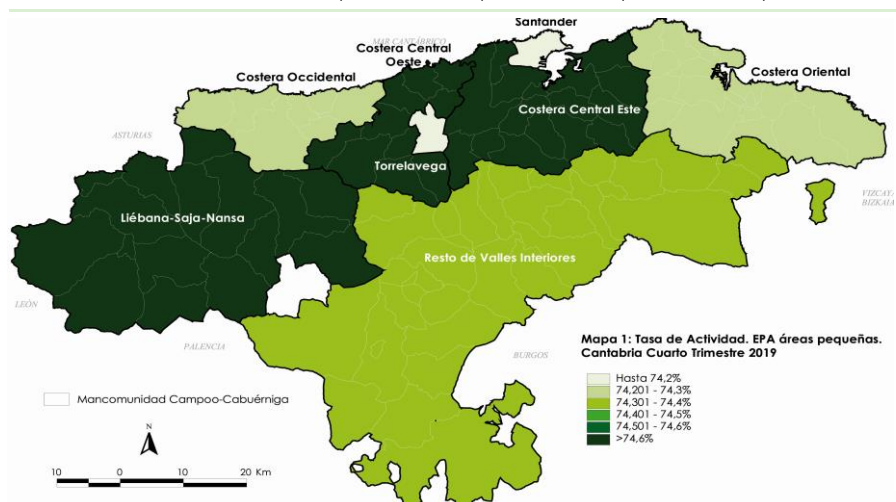 Santander
MAR CANTÁBRICO
Costera Central
Oeste
Costera Occidental
Costera Oriental
Costera Central Este
ASTURIAS
Torrelavega
VIZCAYA/
BIZKAIA
Liébana-Saja-Nansa
Resto de Valles Interiores
LEÓN
PALENCIA
BURGOS
Mapa 1: Tasa de Actividad. EPA áreas pequeñas.
Cantabria Cuarto Trimestre 2019
Hasta 74,2%
74,201 - 74,3%
74,301 - 74,4%
74,401 - 74,5%
74,501 - 74,6%
>74,6%
Mancomunidad Campoo-Cabuérniga
N
10 0 10 20 Km